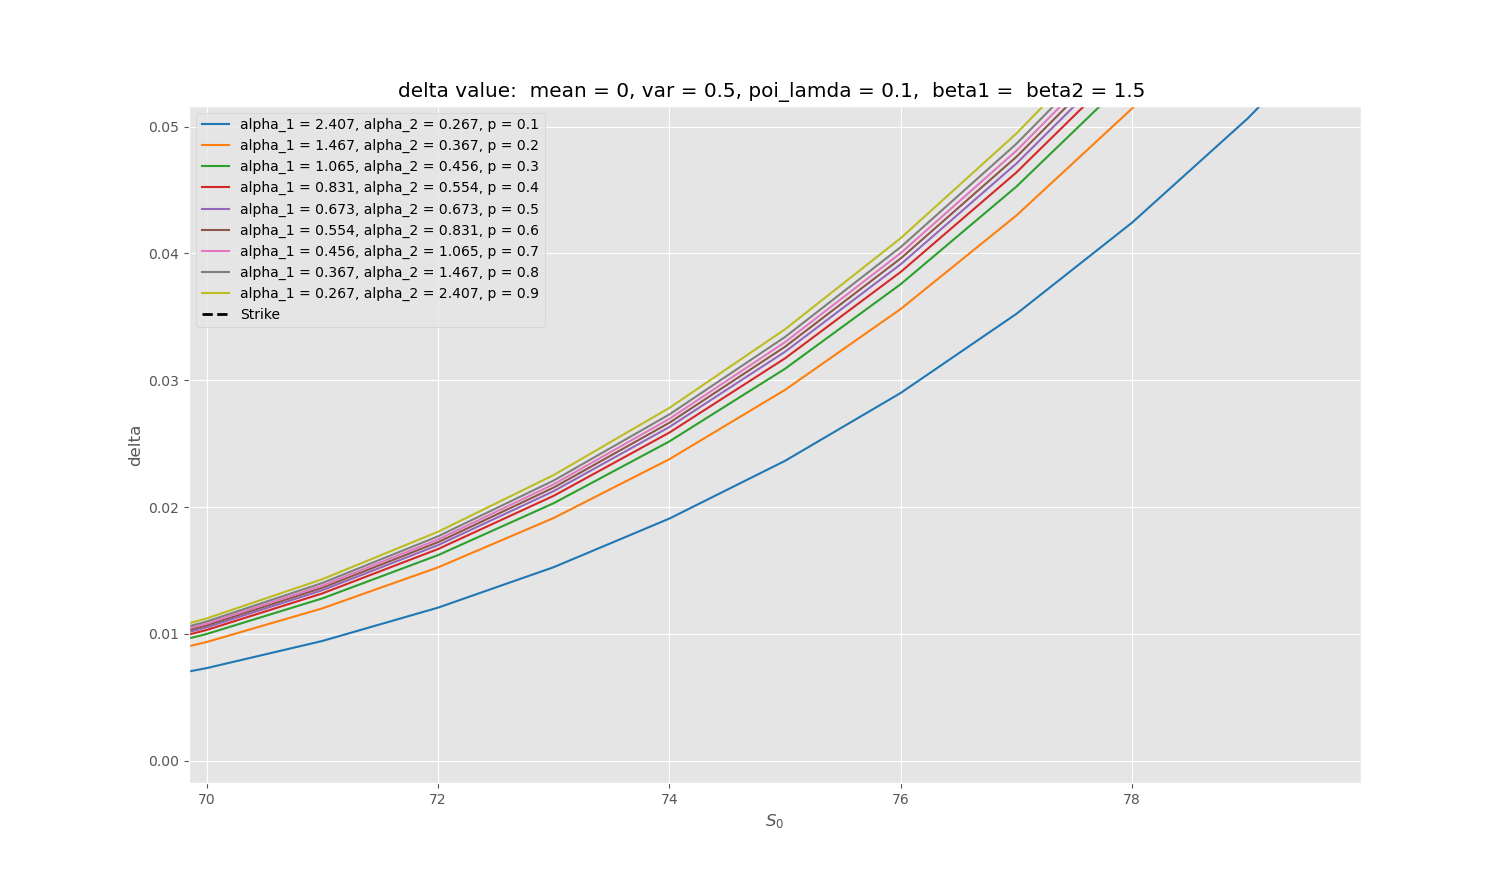 delta value:  mean = 0, var = 0.5, poi_lamda = 0.1,  beta1 =  beta2 = 1.5
0.05
0.04
0.03
0.02
0.01
0.00
delta
alpha_1 = 2.407, alpha_2 = 0.267, p = 0.1
alpha_1 = 1.467, alpha_2 = 0.367, p = 0.2
alpha_1 = 1.065, alpha_2 = 0.456, p = 0.3
alpha_1 = 0.831, alpha_2 = 0.554, p = 0.4
alpha_1 = 0.673, alpha_2 = 0.673, p = 0.5
alpha_1 = 0.554, alpha_2 = 0.831, p = 0.6
alpha_1 = 0.456, alpha_2 = 1.065, p = 0.7
alpha_1 = 0.367, alpha_2 = 1.467, p = 0.8
alpha_1 = 0.267, alpha_2 = 2.407, p = 0.9
Strike
70 72 74 76 78
S₀